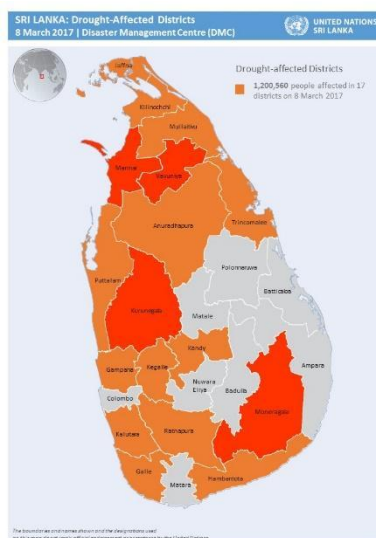 SRI LANKA: Drought-Affected Districts
8 March 2017 | Disaster Management Centre (DMC)
UNITED NATIONS
SRI LANKA
Drought-affected Districts
1,200,560 people affected in 17
districts on 8 March 2017
Jaffna
Kilinochchi
Mullaitivu
Mannar
Vavuniya
Anuradhapura
Trincomalee
Puttalam
Polonnaruwa
Batticaloa
Kurunegala
Matale
Kandy
Ampara
Gampaha
Kegalle
Nuwara
Eliya
Badulla
Colombo
Monaragala
Kalutara
Rathapura
Galle
Hambantota
Matara
The boundaries and names shown and the designations used